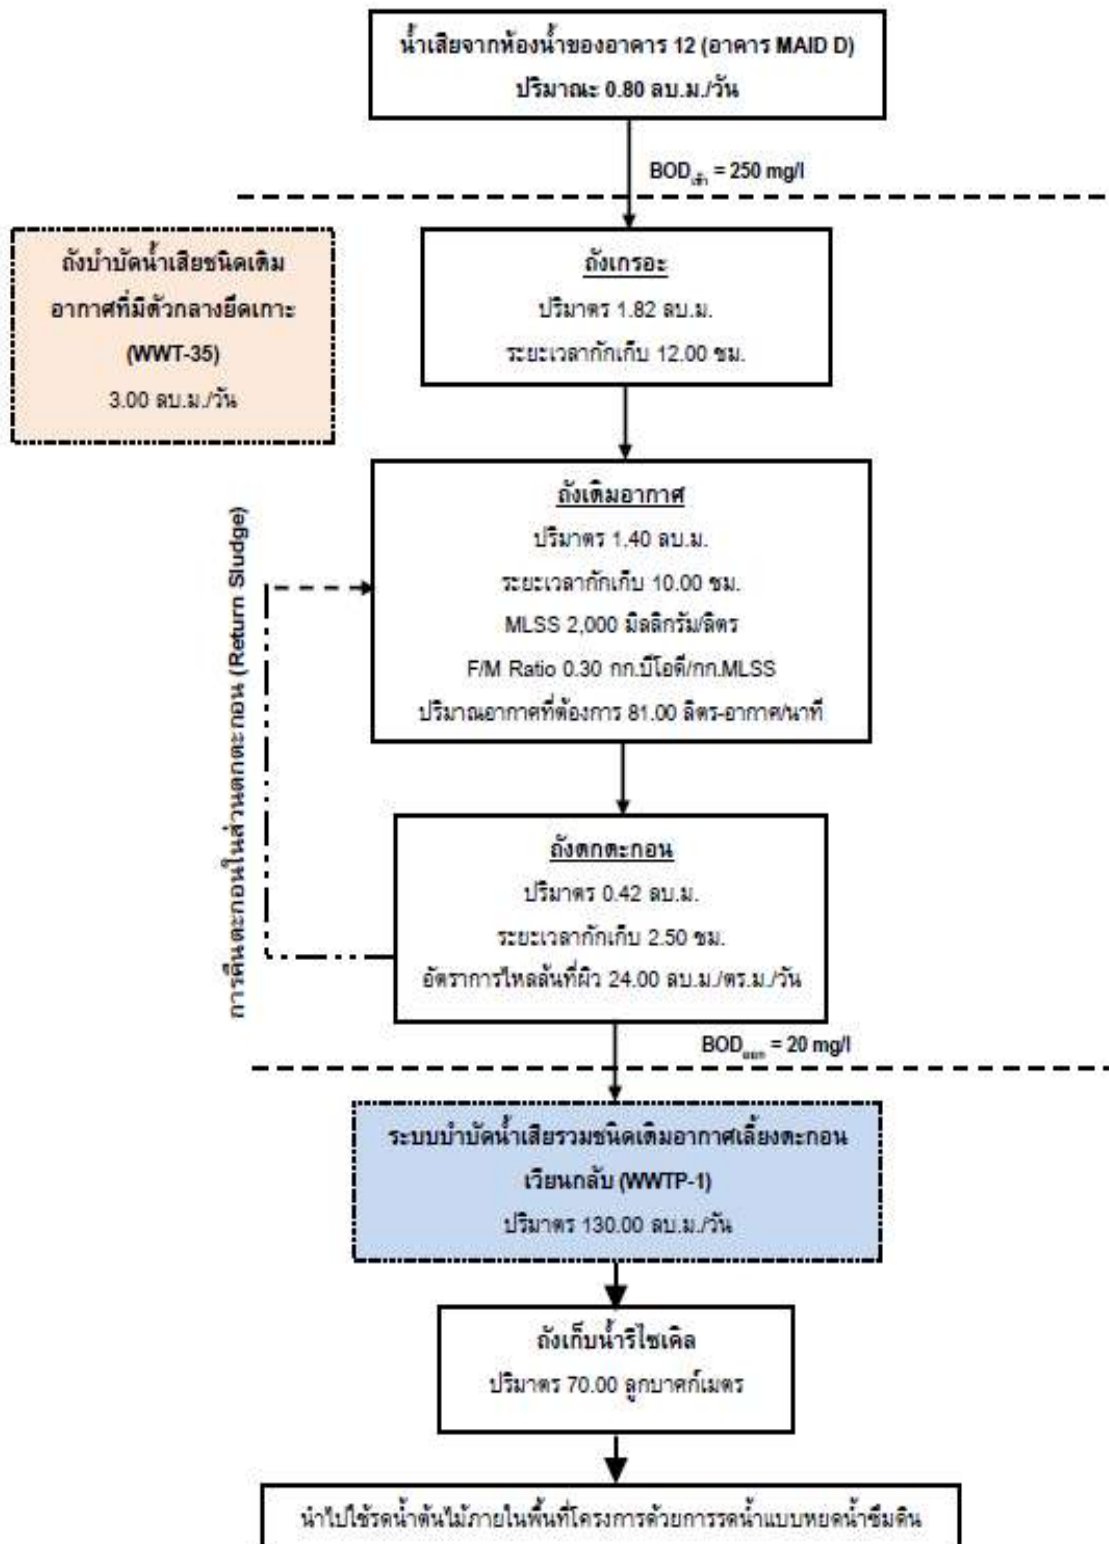 น้ำเสียจากห้องน้ำของอาคาร 12 (อาคาร MAID D)
ปริมาณะ 0.80 ลบ.ม./วัน
BODเข้า = 250 mg/l
ถังบำบัดน้ำเสียชนิดเติม
อากาศที่มีตัวกลางยึดเกาะ
(WWT-35)
3.00 ลบ.ม./วัน
ถังเกรอะ
ปริมาตร 1.82 ลบ.ม.
ระยะเวลากักเก็บ 12.00 ชม.
ถังเติมอากาศ
ปริมาตร 1.40 ลบ.ม.
ระยะเวลากักเก็บ 10.00 ชม.
MLSS 2,000 มิลลิกรัม/ลิตร
F/M Ratio 0.30 กก.บีโอดี/กก.MLSS
ปริมาณอากาศที่ต้องการ 81.00 ลิตร-อากาศ/นาที
การคืนตะกอนในส่วนตกตะกอน (Return Sludge)
ถังตกตะกอน
ปริมาตร 0.42 ลบ.ม.
ระยะเวลากักเก็บ 2.50 ชม.
อัตราการไหลล้นที่ผิว 24.00 ลบ.ม./ตร.ม./วัน
BODออก = 20 mg/l
ระบบบำบัดน้ำเสียรวมชนิดเติมอากาศเลี้ยงตะกอน
เวียนกลับ (WWTP-1)
ปริมาตร 130.00 ลบ.ม./วัน
ถังเก็บน้ำรีไซเคิล
ปริมาตร 70.00 ลูกบาศก์เมตร
นำไปใช้รดน้ำต้นไม้ภายในพื้นที่โครงการด้วยการรดน้ำแบบหยดน้ำซึมดิน